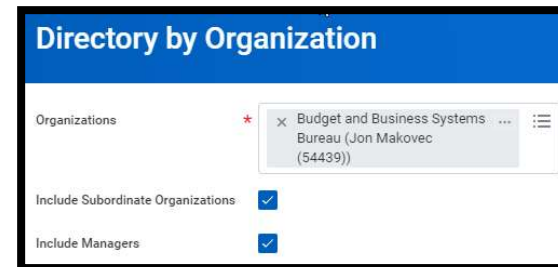 Directory by Organization
Organizations * × Budget and Business Systems ...
Bureau (Jon Makovec
(54439))
Include Subordinate Organizations
Include Managers